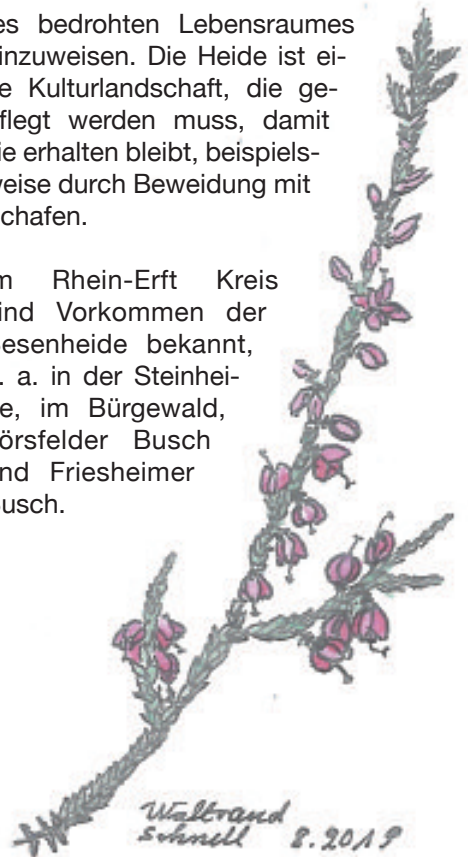 es bedrohten Lebensraumes
inzuweisen. Die Heide ist ei-
e Kulturlandschaft, die ge-
flegt werden muss, damit
ie erhalten bleibt, beispiels-
weise durch Beweidung mit
chafen.
m Rhein-Erft Kreis
ind Vorkommen der
esenheide bekannt,
. a. in der Steinhei-
e, im Bürgewald,
örsfelder Busch
nd Friesheimer
usch.
Waltraud
Schnell 8.2019